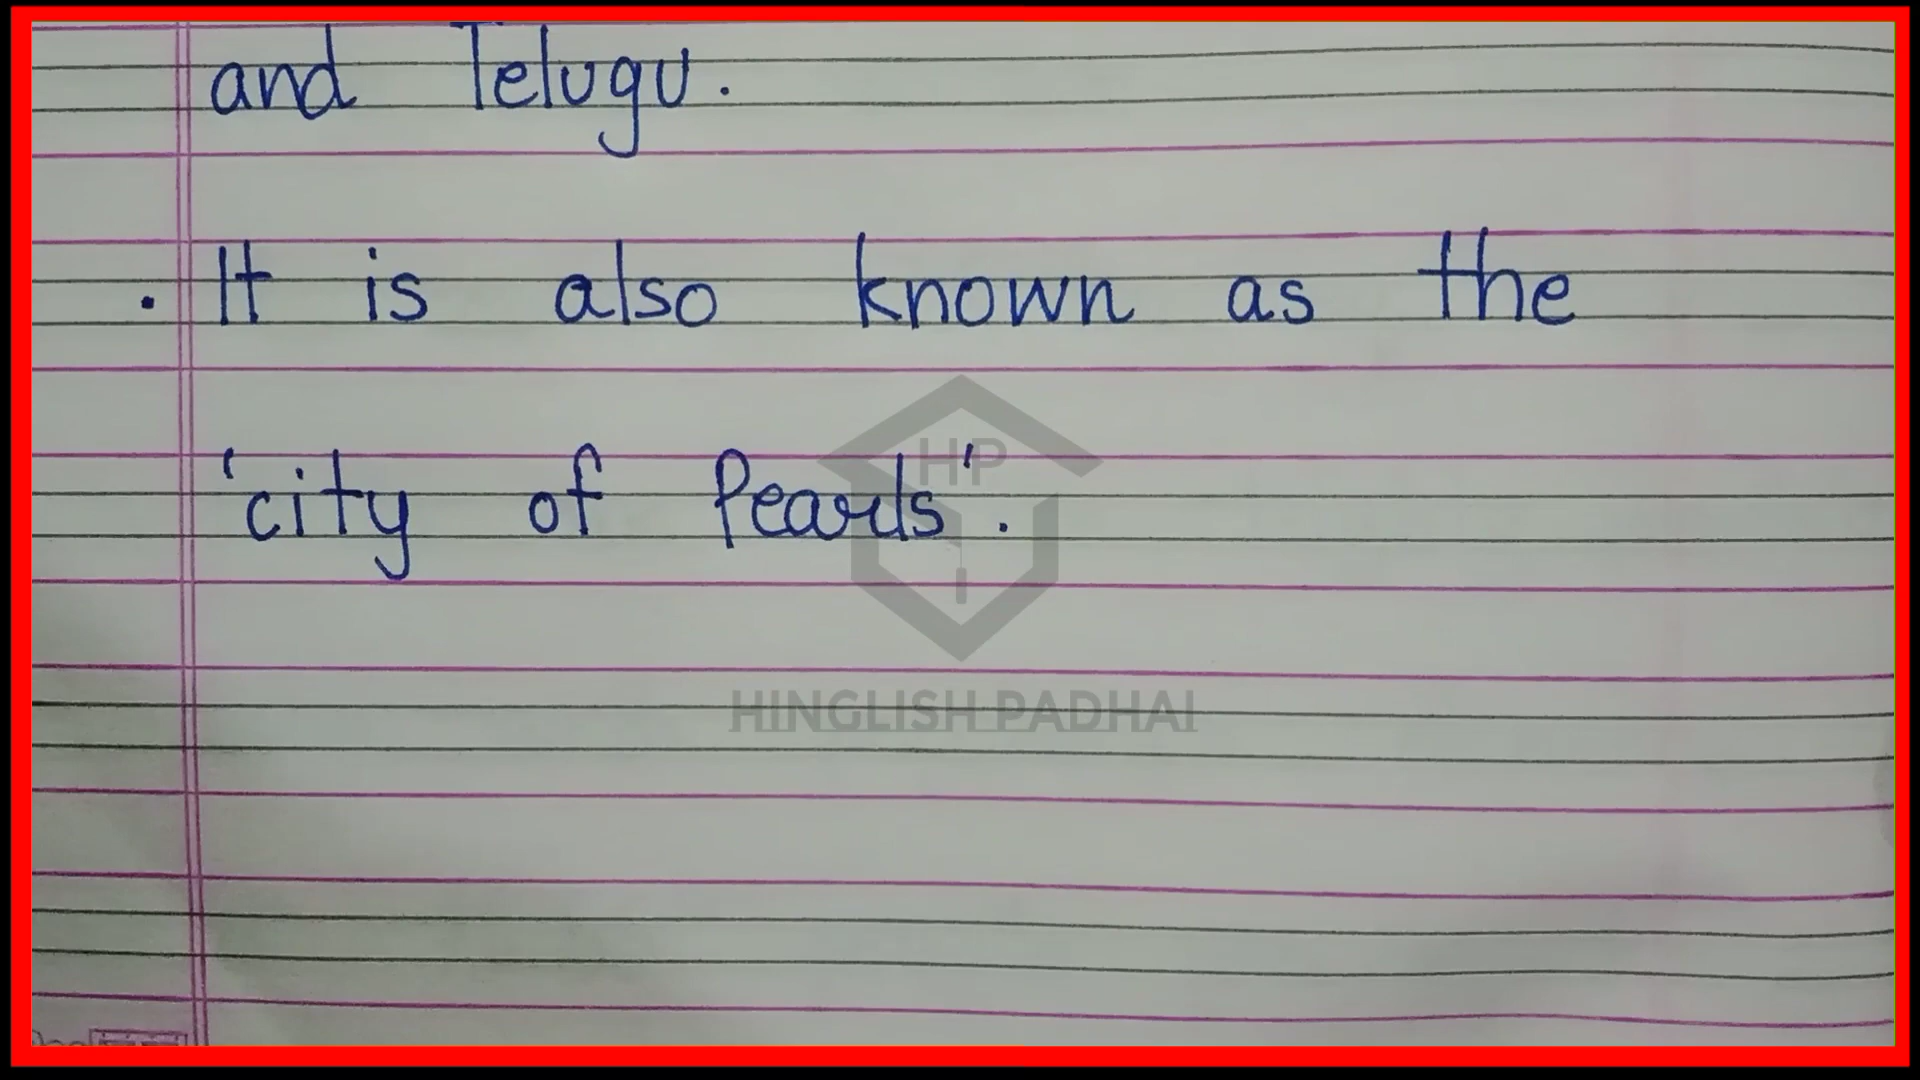 and Telugu.
. It is also known as the
'city of Pearls'.
HP
I
HINGLISH PADHAI